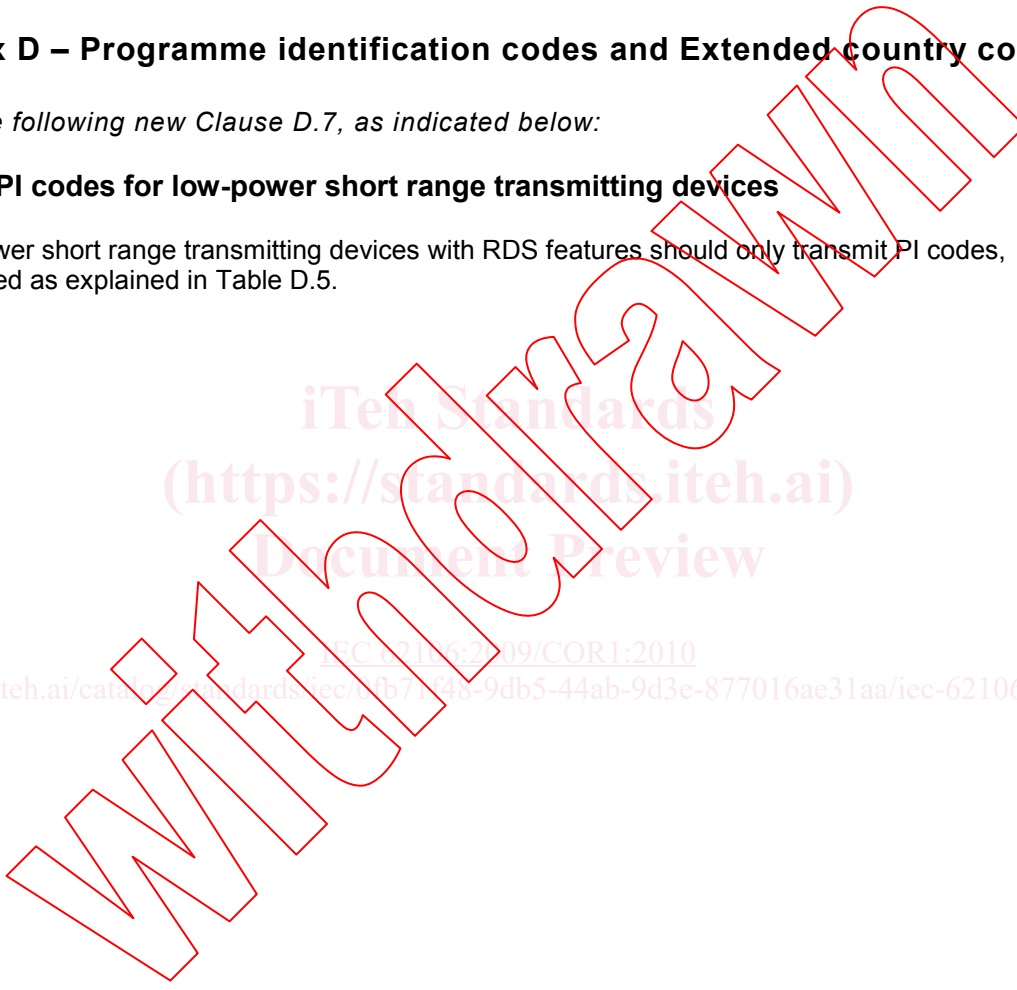 x D – Programme identification codes and Extended country co
e following new Clause D.7, as indicated below:
PI codes for low-power short range transmitting devices
wer short range transmitting devices with RDS features should only transmit PI codes,
ed as explained in Table D.5.
iTeh Standards
(https://standards.iteh.ai)
Document Preview
IEC 62106:2009/COR1:2010
teh.ai/catalog/standards/iec/0fb71f48-9db5-44ab-9d3e-877016ae31aa/iec-62106
withdrawn